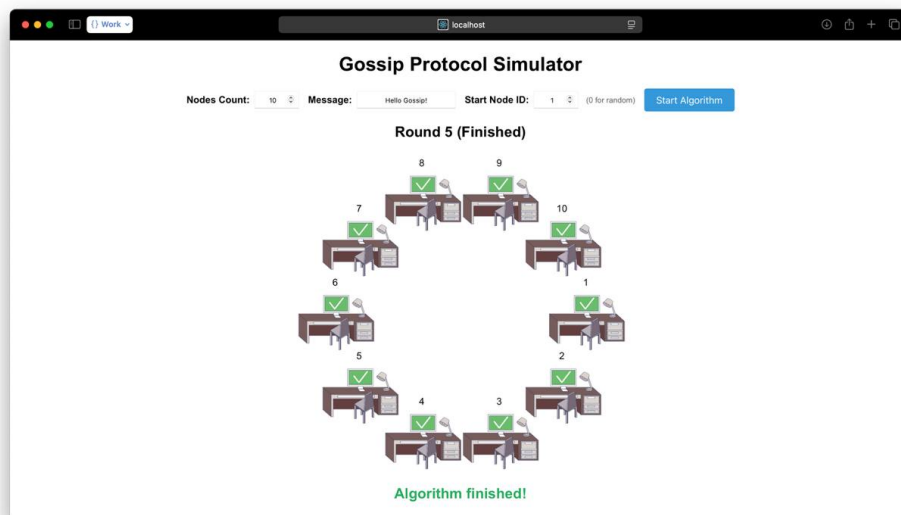 {} Work
localhost
Gossip Protocol Simulator
Nodes Count: 10 Message: Hello Gossip! Start Node ID: 1 (0 for random) Start Algorithm
Round 5 (Finished)
8 9
7 10
6 1
5 2
4 3
Algorithm finished!